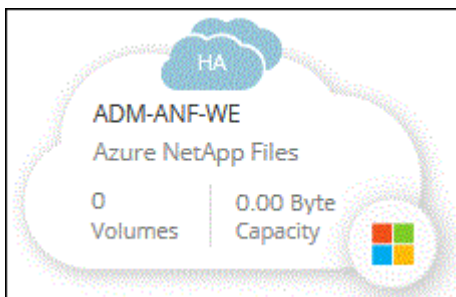 HA
ADM-ANF-WE
Azure NetApp Files
0 0.00 Byte
Volumes Capacity